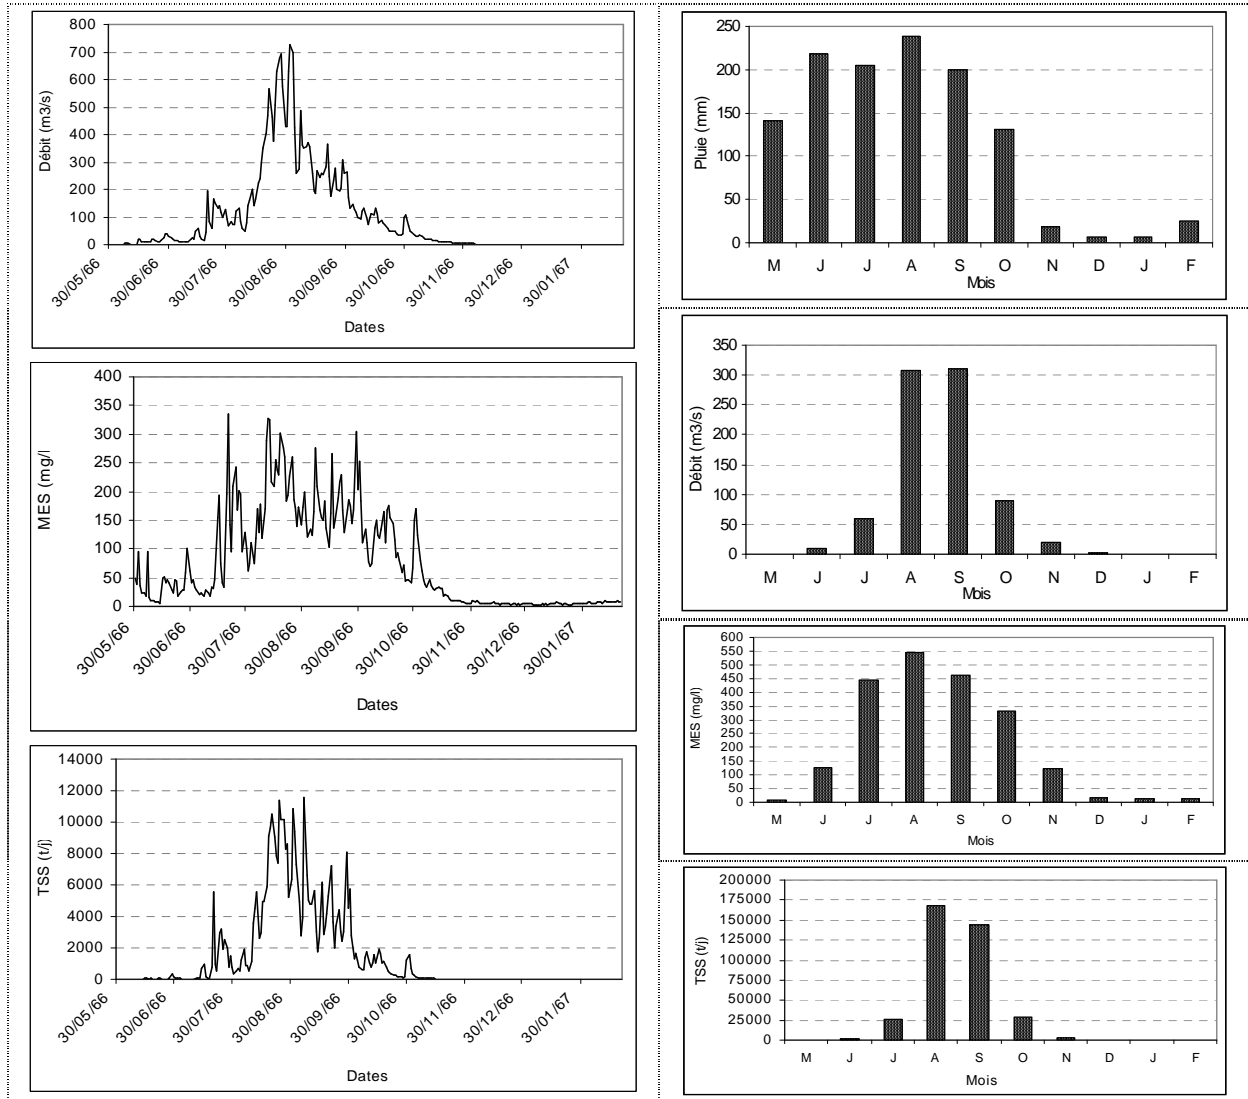 800
700
600
500
400
300
200
100
0
Débit (m3/s)
30/05/66 30/06/66 30/07/66 30/08/66 30/09/66 30/10/66 30/11/66 30/12/66 30/01/67
Dates
400
350
300
250
200
150
100
50
0
MES (mg/l
30/05/66 30/06/66 30/07/66 30/08/66 30/09/66 30/10/66 30/11/66 30/12/66 30/01/67
Dates
14000
12000
10000
8000
6000
4000
2000
0
TSS (t/j)
30/05/66 30/06/66 30/07/66 30/08/66 30/09/66 30/10/66 30/11/66 30/12/66 30/01/67
Dates
250
200
150
100
50
0
Pluie (mm)
M J J A S O N D J F
Mois
350
300
250
200
150
100
50
0
Débit (m3/s)
M J J A S O N D J F
Mois
600
550
500
450
400
350
300
250
200
150
100
50
0
MES (mg/l)
M J J A S O N D J F
Mois
200000
175000
150000
125000
100000
75000
50000
25000
0
TSS (t/j)
M J J A S O N D J F
Mois